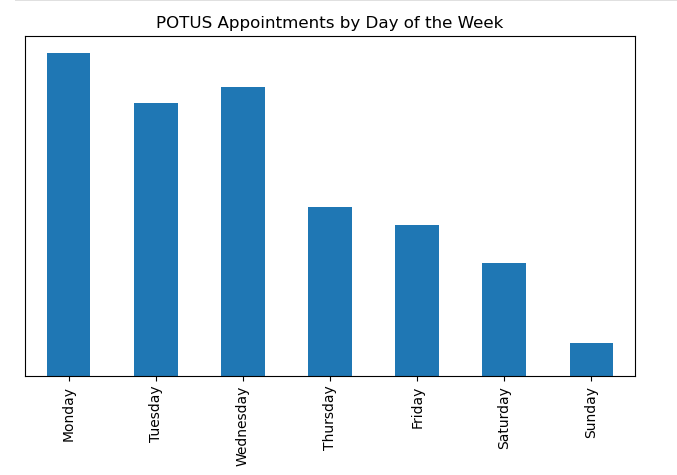 POTUS Appointments by Day of the Week
Monday
Tuesday
Wednesday
Thursday
Friday
Saturday
Sunday